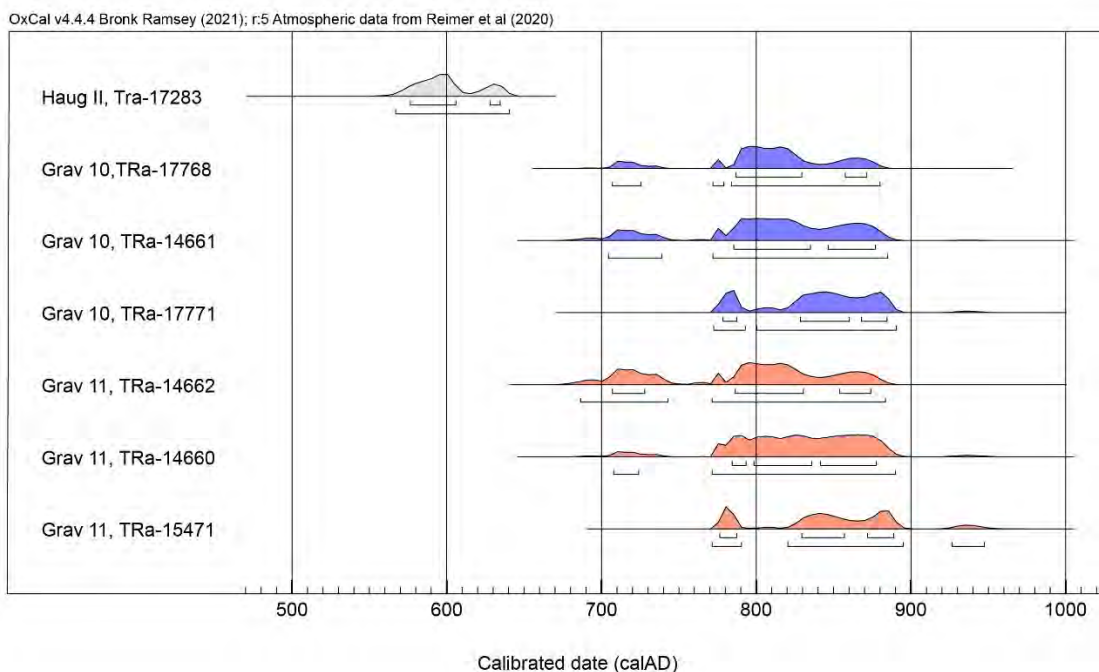 OxCal v4.4.4 Bronk Ramsey (2021); r:5 Atmospheric data from Reimer et al (2020)
Haug II, Tra-17283
Grav 10,TRa-17768
Grav 10, TRa-14661
Grav 10, TRa-17771
Grav 11, TRa-14662
Grav 11, TRa-14660
Grav 11, TRa-15471
500 600 700 800 900 1000
Calibrated date (calAD)